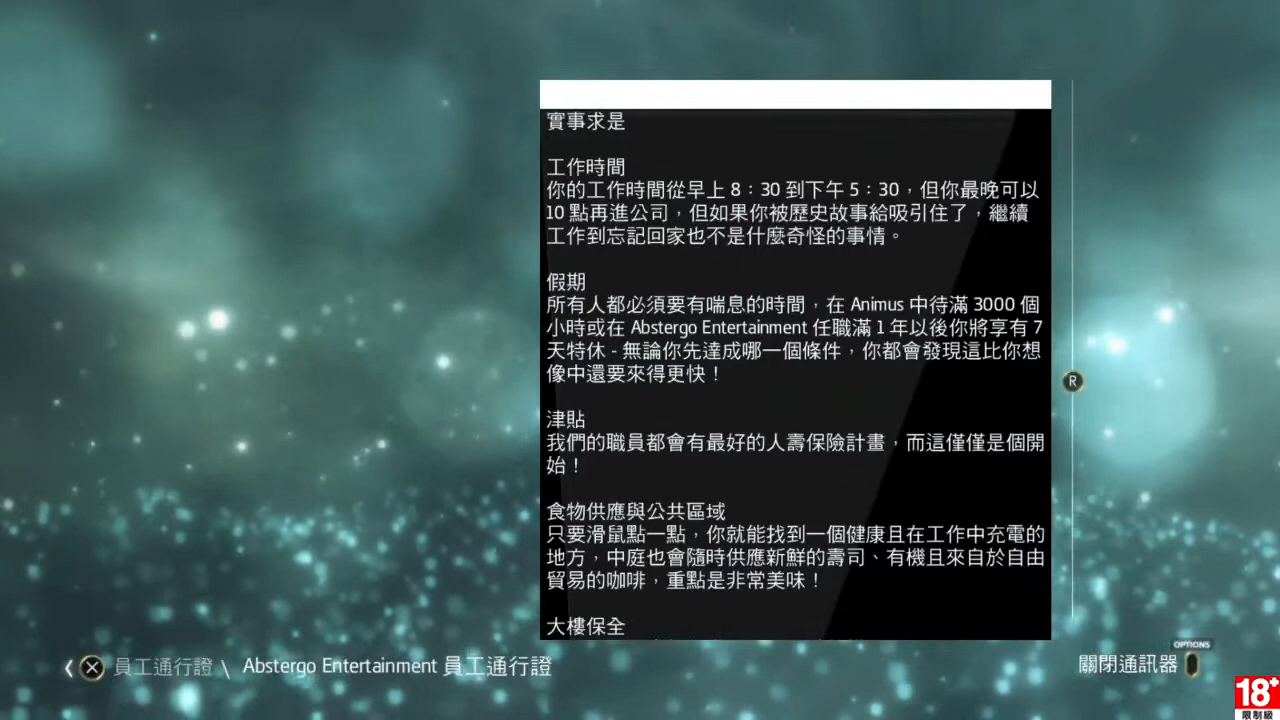 實事求是
工作時間
你的工作時間從早上 8：30 到下午 5：30，但你最晚可以
10 點再進公司，但如果你被歷史故事給吸引住了，繼續
工作到忘記回家也不是什麼奇怪的事情。
假期
所有人都必須要有喘息的時間，在 Animus 中待滿 3000 個
小時或在 Abstergo Entertainment 任職滿 1 年以後你將享有 7
天特休 - 無論你先達成哪一個條件，你都會發現這比你想
像中還要來得更快！
津貼
我們的職員都會有最好的人壽保險計畫，而這僅僅是個開
始！
食物供應與公共區域
只要滑鼠點一點，你就能找到一個健康且在工作中充電的
地方，中庭也會隨時供應新鮮的壽司、有機且來自於自由
貿易的咖啡，重點是非常美味！
大樓保全
OPTIONS
員工通行證 \ Abstergo Entertainment 員工通行證
關閉通訊器
R
18+
限制級